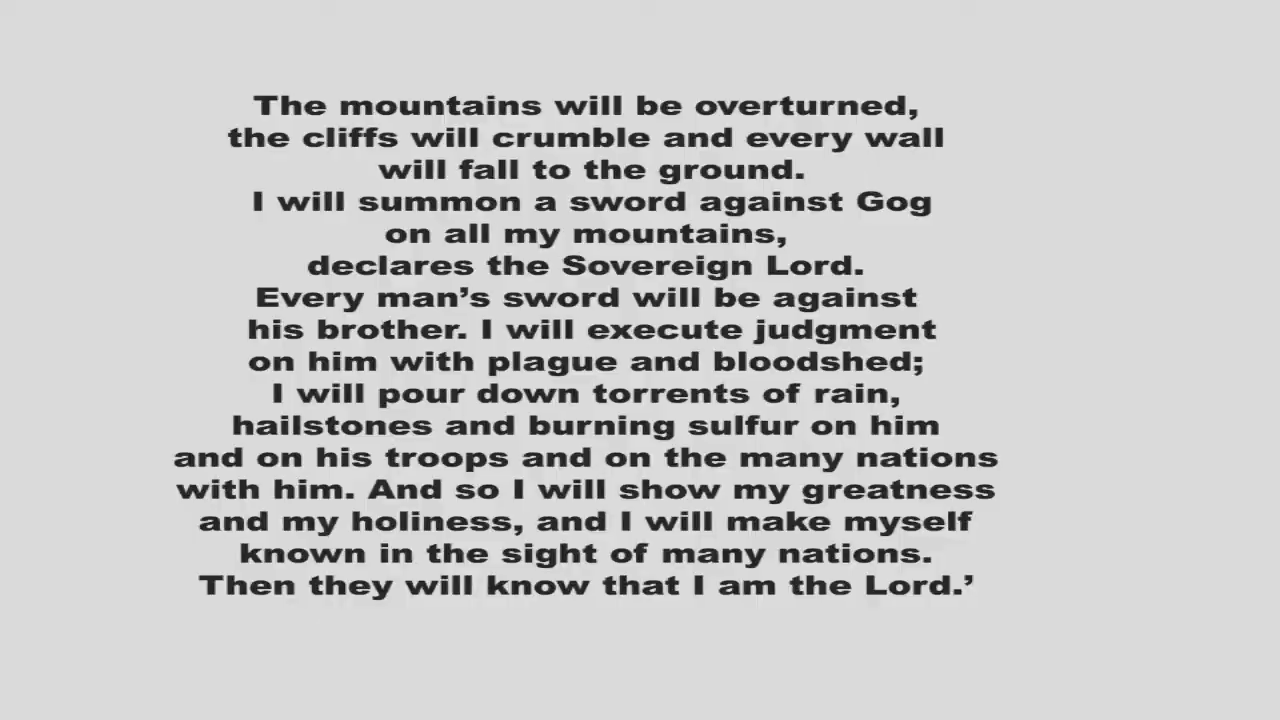 The mountains will be overturned,
the cliffs will crumble and every wall
will fall to the ground.
I will summon a sword against Gog
on all my mountains,
declares the Sovereign Lord.
Every man’s sword will be against
his brother. I will execute judgment
on him with plague and bloodshed;
I will pour down torrents of rain,
hailstones and burning sulfur on him
and on his troops and on the many nations
with him. And so I will show my greatness
and my holiness, and I will make myself
known in the sight of many nations.
Then they will know that I am the Lord.’